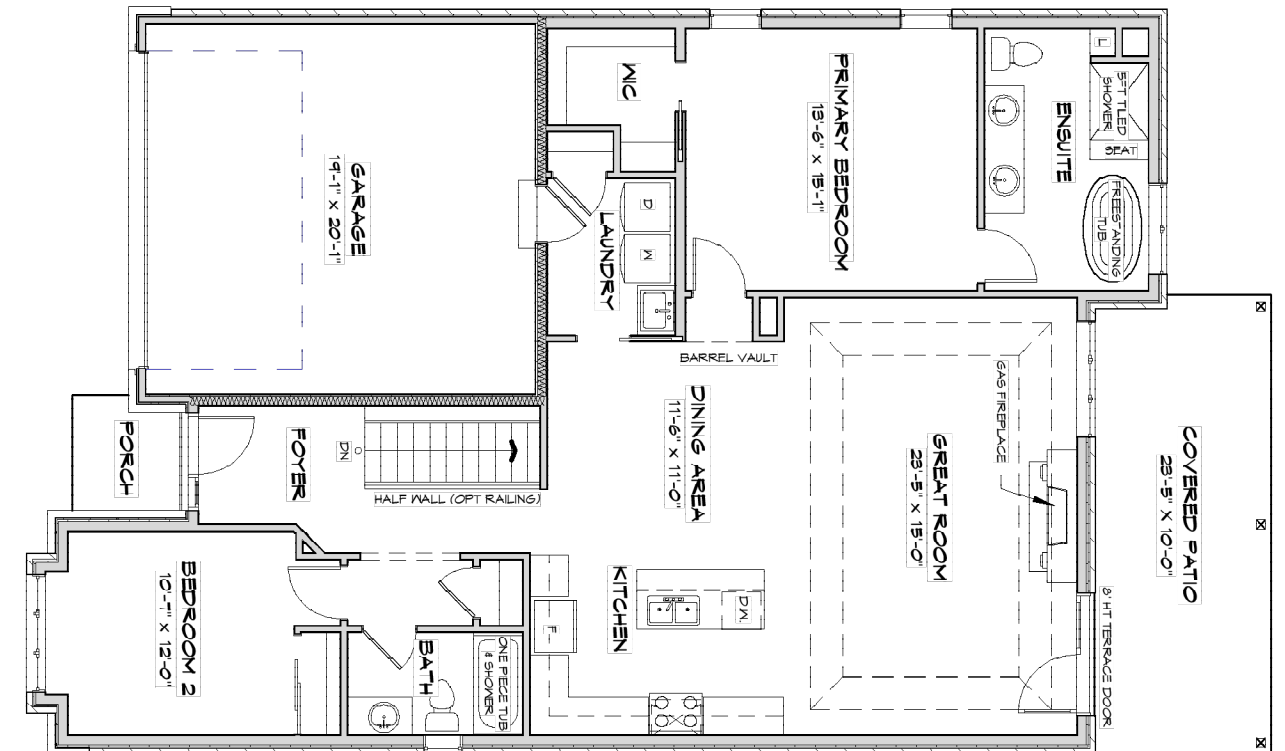 GARAGE
19'-1" x 20'-1"
WIC
PRIMARY BEDROOM
13'-6" x 15'-1"
ENSUITE
L
5'-1" TILED
SHOWER
SEAT
FREESTANDING
TUB
LAUNDRY
D
W
BARREL VAULT
PORCH
FOYER
DN.
HALF WALL (OPT RAILING)
DINING AREA
11'-6" x 11'-0"
GREAT ROOM
23'-5" x 15'-0"
GAS FIREPLACE
COVERED PATIO
23'-5" X 10'-0"
8' HT TERRACE DOOR
BEDROOM 2
10'-7" x 12'-0"
BATH
ONE PIECE TUB
& SHOWER
KITCHEN
F
DW.